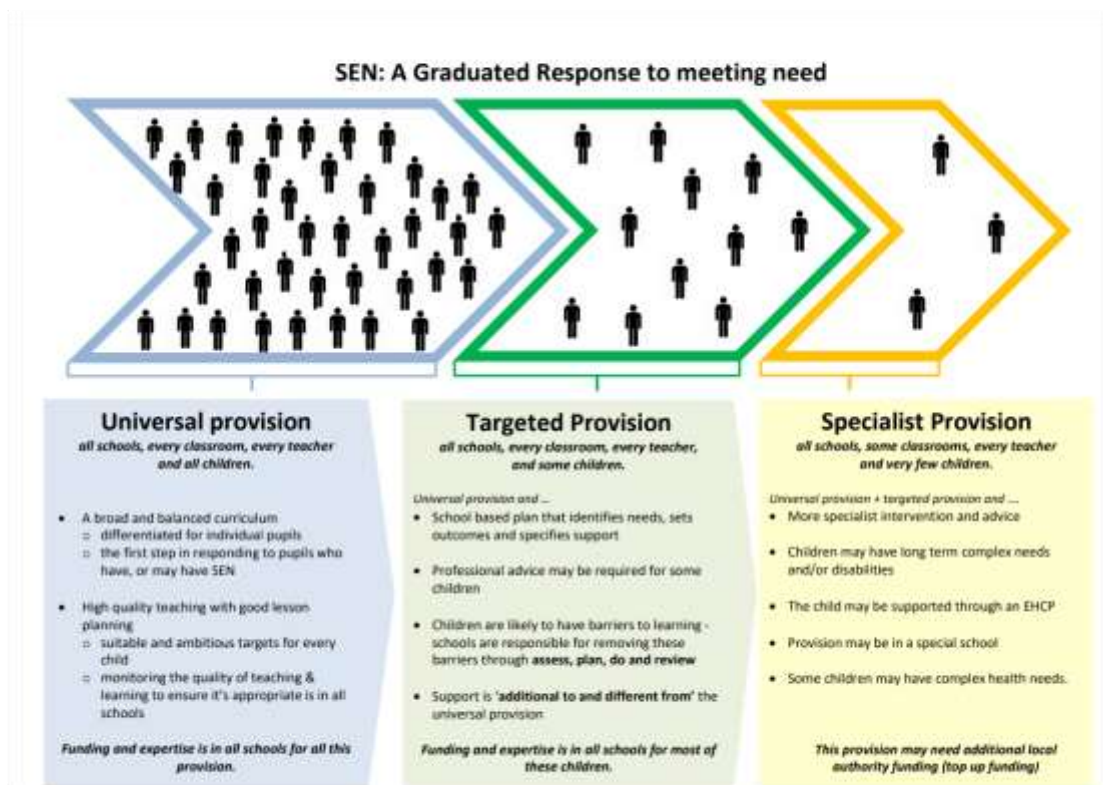 SEN: A Graduated Response to meeting need
Universal provision
all schools, every classroom, every teacher
and all children.
• A broad and balanced curriculum
o differentiated for individual pupils
o the first step in responding to pupils who
have, or may have SEN
• High quality teaching with good lesson
planning
o suitable and ambitious targets for every
child
o monitoring the quality of teaching &
learning to ensure it's appropriate is in all
schools
Funding and expertise is in all schools for all this
provision.
Targeted Provision
all schools, every classroom, every teacher,
and some children.
Universal provision and ...
• School based plan that identifies needs, sets
outcomes and specifies support
• Professional advice may be required for some
children
• Children are likely to have barriers to learning -
schools are responsible for removing these
barriers through assess, plan, do and review
• Support is 'additional to and different from' the
universal provision
Funding and expertise is in all schools for most of
these children.
Specialist Provision
all schools, some classrooms, every teacher
and very few children.
Universal provision + targeted provision and ....
• More specialist intervention and advice
• Children may have long term complex needs
and/or disabilities
• The child may be supported through an EHCP
• Provision may be in a special school
• Some children may have complex health needs.
This provision may need additional local
authority funding (top up funding)